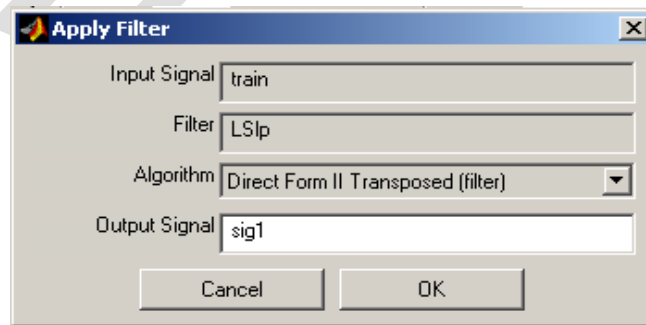 Apply Filter
Input Signal train
Filter LSlp
Algorithm Direct Form II Transposed (filter)
Output Signal sig1
Cancel OK